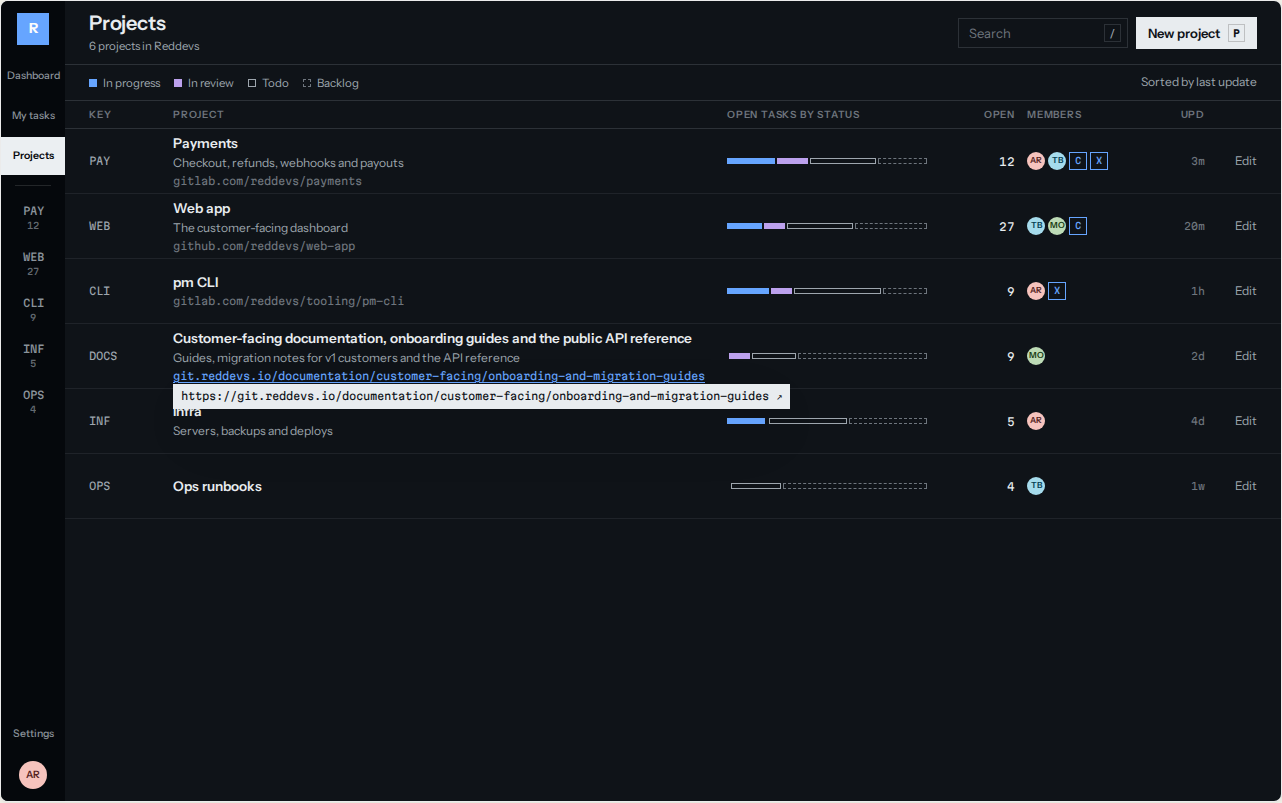 R
Dashboard
My tasks
Projects
PAY
12
WEB
27
CLI
9
INF
5
OPS
4
Settings
AR
Projects
6 projects in Reddevs
Search /
New project P
In progress In review Todo Backlog
Sorted by last update
KEY PROJECT OPEN TASKS BY STATUS OPEN MEMBERS UPD
PAY
Payments
Checkout, refunds, webhooks and payouts
gitlab.com/reddevs/payments
12 AR TB C X 3m Edit
WEB
Web app
The customer-facing dashboard
github.com/reddevs/web-app
27 TB MO C 20m Edit
CLI
pm CLI
gitlab.com/reddevs/tooling/pm-cli
9 AR X 1h Edit
DOCS
Customer-facing documentation, onboarding guides and the public API reference
Guides, migration notes for v1 customers and the API reference
git.reddevs.io/documentation/customer-facing/onboarding-and-migration-guides
9 MO 2d Edit
https://git.reddevs.io/documentation/customer-facing/onboarding-and-migration-guides ↗
INF
Infra
Servers, backups and deploys
5 AR 4d Edit
OPS
Ops runbooks
4 TB 1w Edit